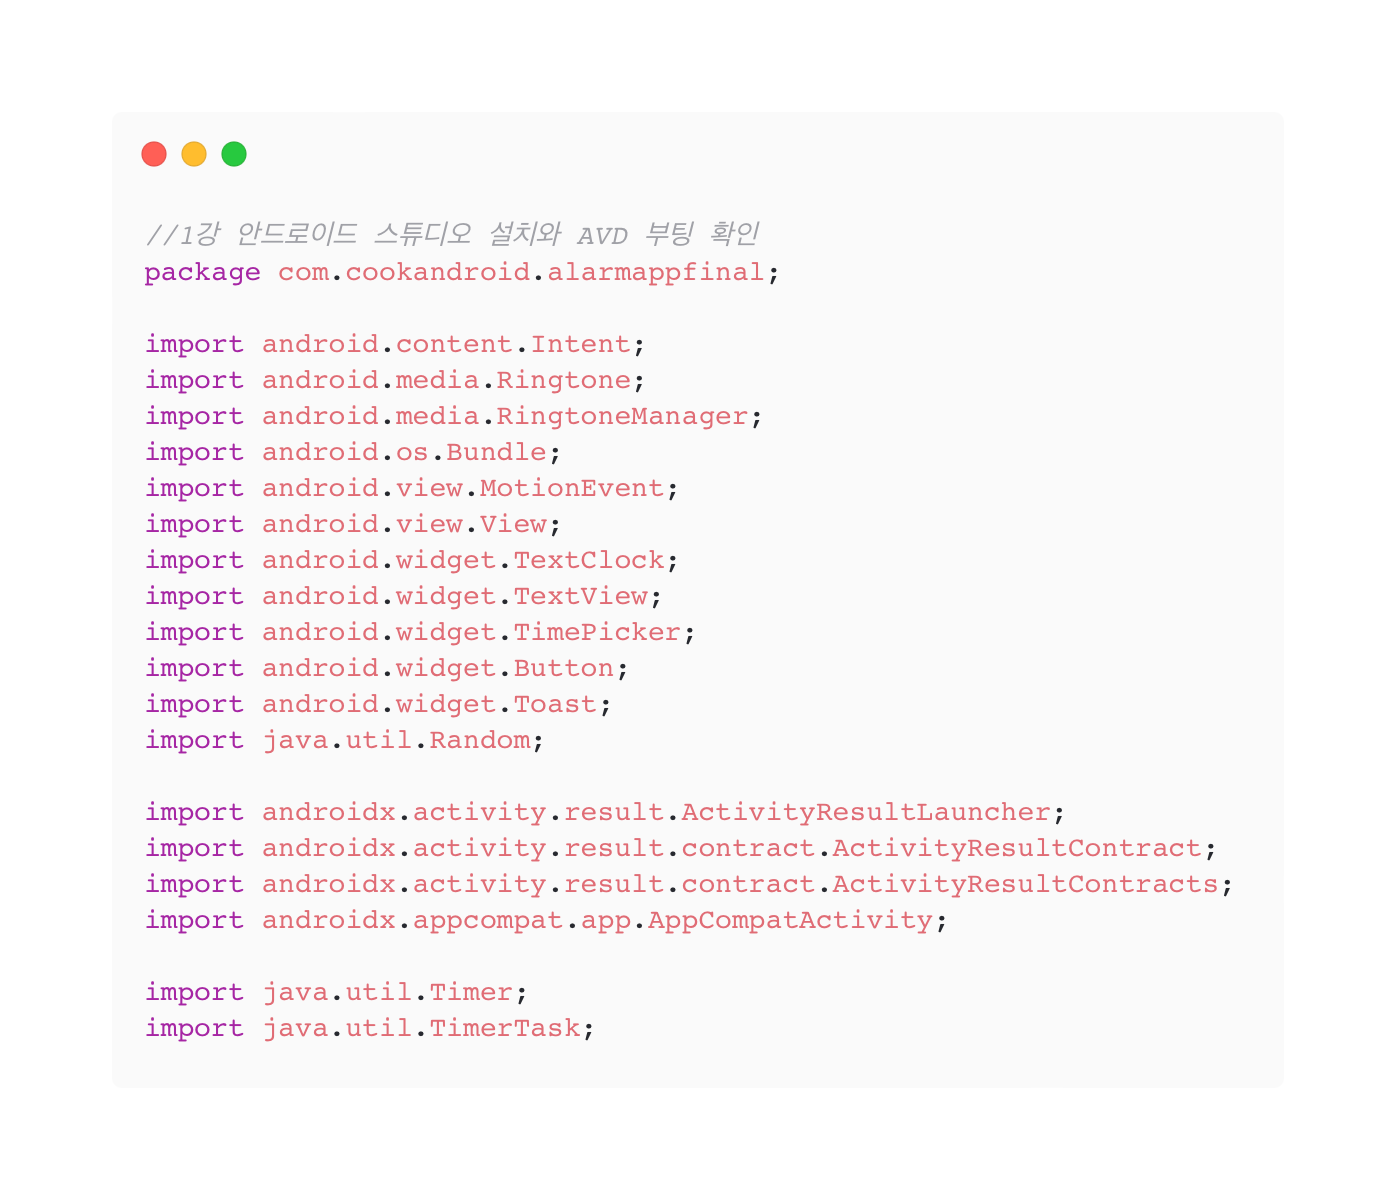 //1강 안드로이드 스튜디오 설치와 AVD 부팅 확인
package com.cookandroid.alarmappfinal;
import android.content.Intent;
import android.media.Ringtone;
import android.media.RingtoneManager;
import android.os.Bundle;
import android.view.MotionEvent;
import android.view.View;
import android.widget.TextClock;
import android.widget.TextView;
import android.widget.TimePicker;
import android.widget.Button;
import android.widget.Toast;
import java.util.Random;
import androidx.activity.result.ActivityResultLauncher;
import androidx.activity.result.contract.ActivityResultContract;
import androidx.activity.result.contract.ActivityResultContracts;
import androidx.appcompat.app.AppCompatActivity;
import java.util.Timer;
import java.util.TimerTask;